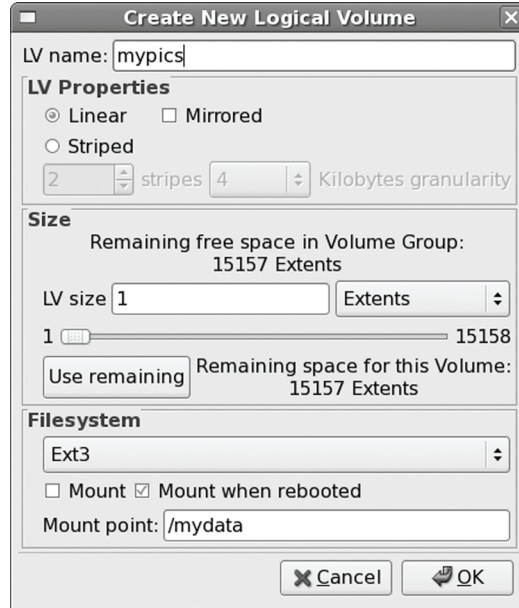 Create New Logical Volume
LV name: mypics
LV Properties
Linear Mirrored
Striped
2 stripes 4 Kilobytes granularity
Size
Remaining free space in Volume Group:
15157 Extents
LV size 1 Extents
1 15158
Use remaining Remaining space for this Volume:
15157 Extents
Filesystem
Ext3
Mount Mount when rebooted
Mount point: /mydata
Cancel OK